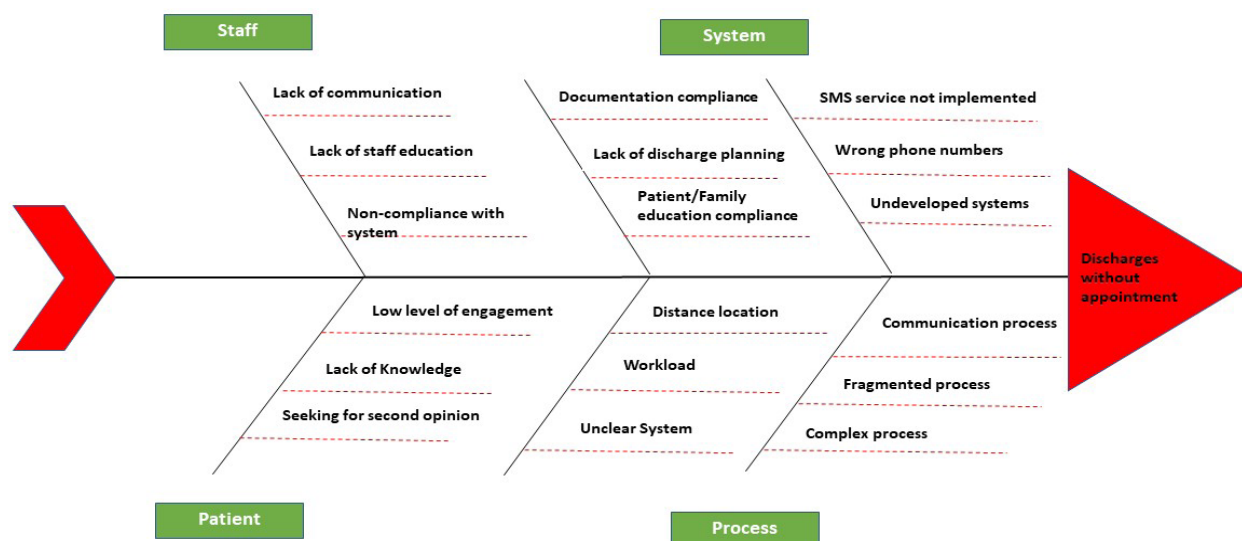 Staff
System
Lack of communication
Lack of staff education
Non-compliance with
system
Documentation compliance
Lack of discharge planning
Patient/Family
education compliance
SMS service not implemented
Wrong phone numbers
Undeveloped systems
Discharges
without
appointment
Low level of engagement
Lack of Knowledge
Seeking for second opinion
Distance location
Workload
Unclear System
Communication process
Fragmented process
Complex process
Patient
Process